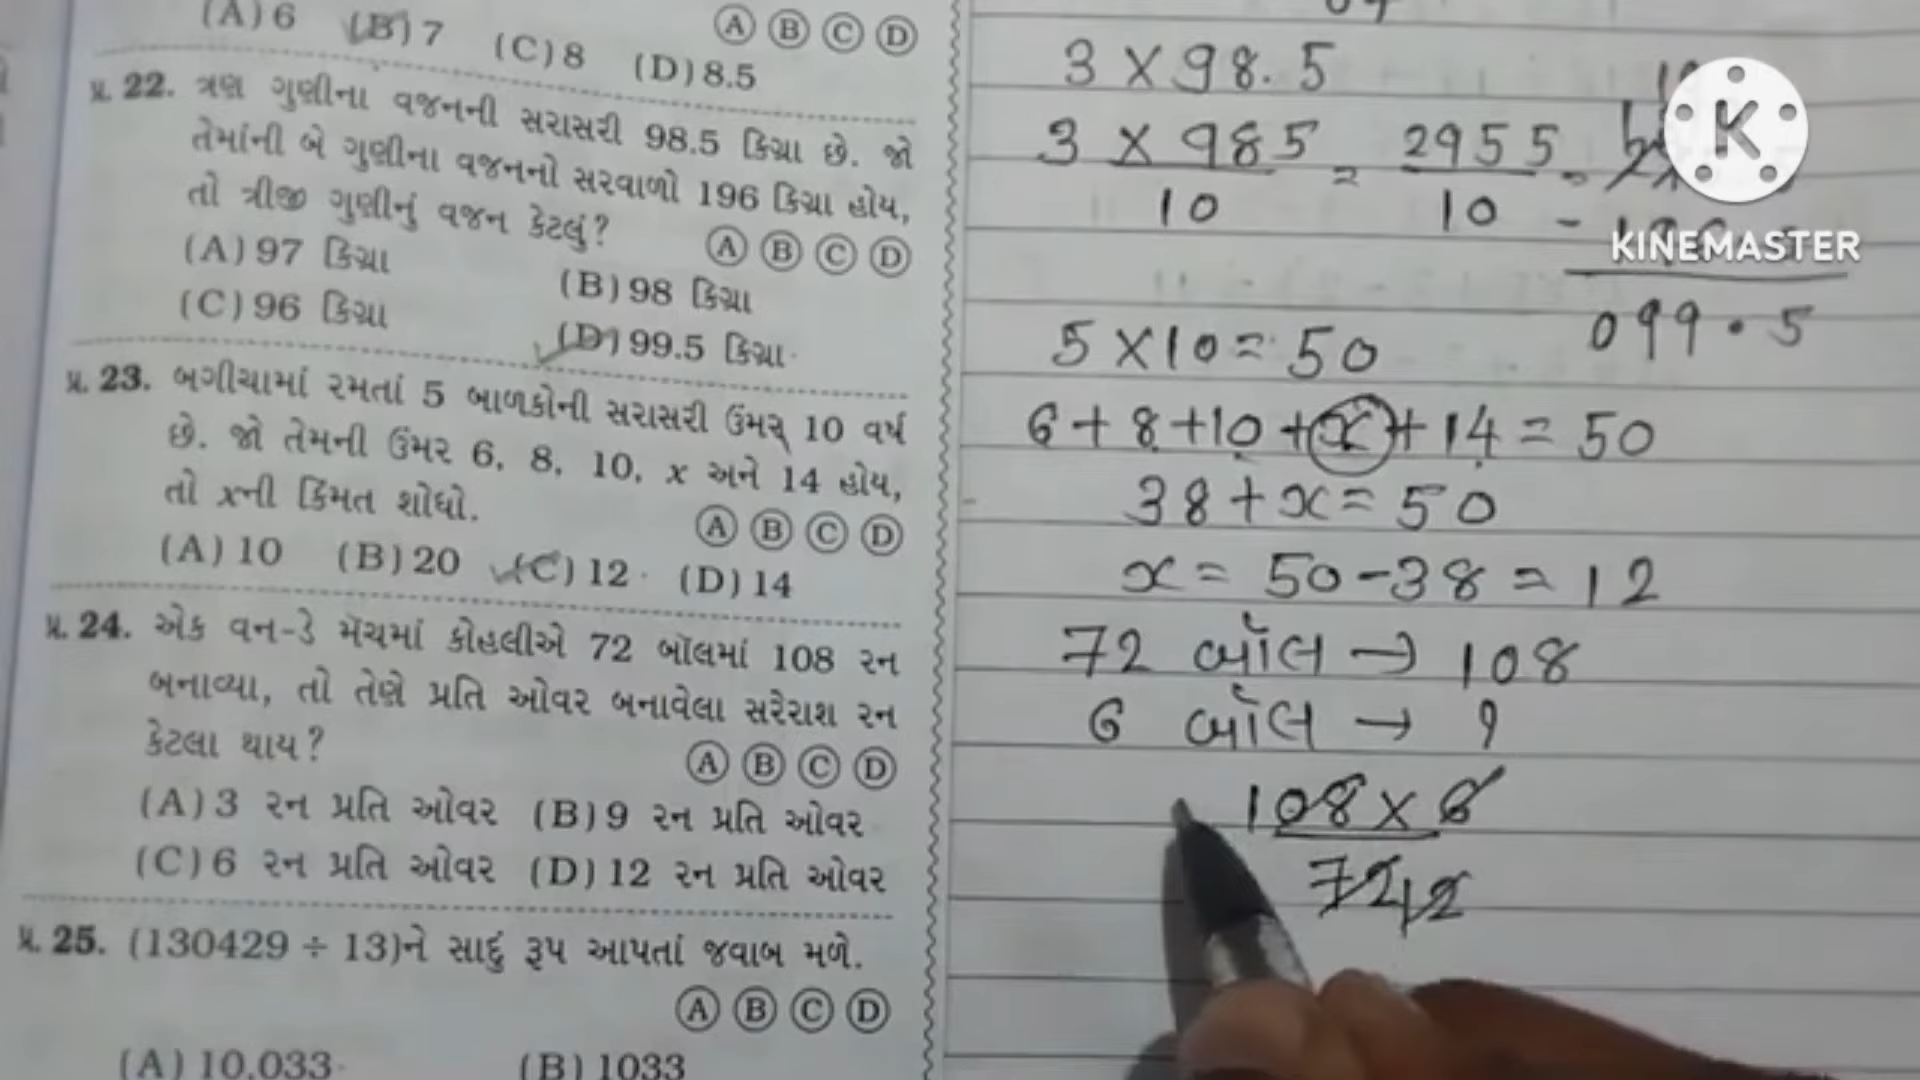 (A) 6 (B) 7 (C) 8 (D) 8.5 Ⓐ Ⓑ Ⓒ Ⓓ
પ્ર. 22. ત્રણ ગુણીના વજનની સરાસરી 98.5 કિગ્રા છે. જો
તેમાંની બે ગુણીના વજનનો સરવાળો 196 કિગ્રા હોય,
તો ત્રીજી ગુણીનું વજન કેટલું? Ⓐ Ⓑ Ⓒ Ⓓ
(A) 97 કિગ્રા (B) 98 કિગ્રા
(C) 96 કિગ્રા (D) 99.5 કિગ્રા
પ્ર. 23. બગીચામાં રમતાં 5 બાળકોની સરાસરી ઉંમર 10 વર્ષ
છે. જો તેમની ઉંમર 6, 8, 10, x અને 14 હોય,
તો xની કિંમત શોધો. Ⓐ Ⓑ Ⓒ Ⓓ
(A) 10 (B) 20 (C) 12 (D) 14
પ્ર. 24. એક વન-ડે મૅચમાં કોહલીએ 72 બૉલમાં 108 રન
બનાવ્યા, તો તેણે પ્રતિ ઓવર બનાવેલા સરેરાશ રન
કેટલા થાય? Ⓐ Ⓑ Ⓒ Ⓓ
(A) 3 રન પ્રતિ ઓવર (B) 9 રન પ્રતિ ઓવર
(C) 6 રન પ્રતિ ઓવર (D) 12 રન પ્રતિ ઓવર
પ્ર. 25. (130429 ÷ 13)ને સાદું રૂપ આપતાં જવાબ મળે.
Ⓐ Ⓑ Ⓒ Ⓓ
(A) 10,033 (B) 1033
3 × 98.5
3 × 985 = 2955
10 10
099.5
5 × 10 = 50
6 + 8 + 10 + x + 14 = 50
38 + x = 50
x = 50 - 38 = 12
72 બૉલ → 108
6 બૉલ → ?
108 × 6
72 12
K
KINEMASTER